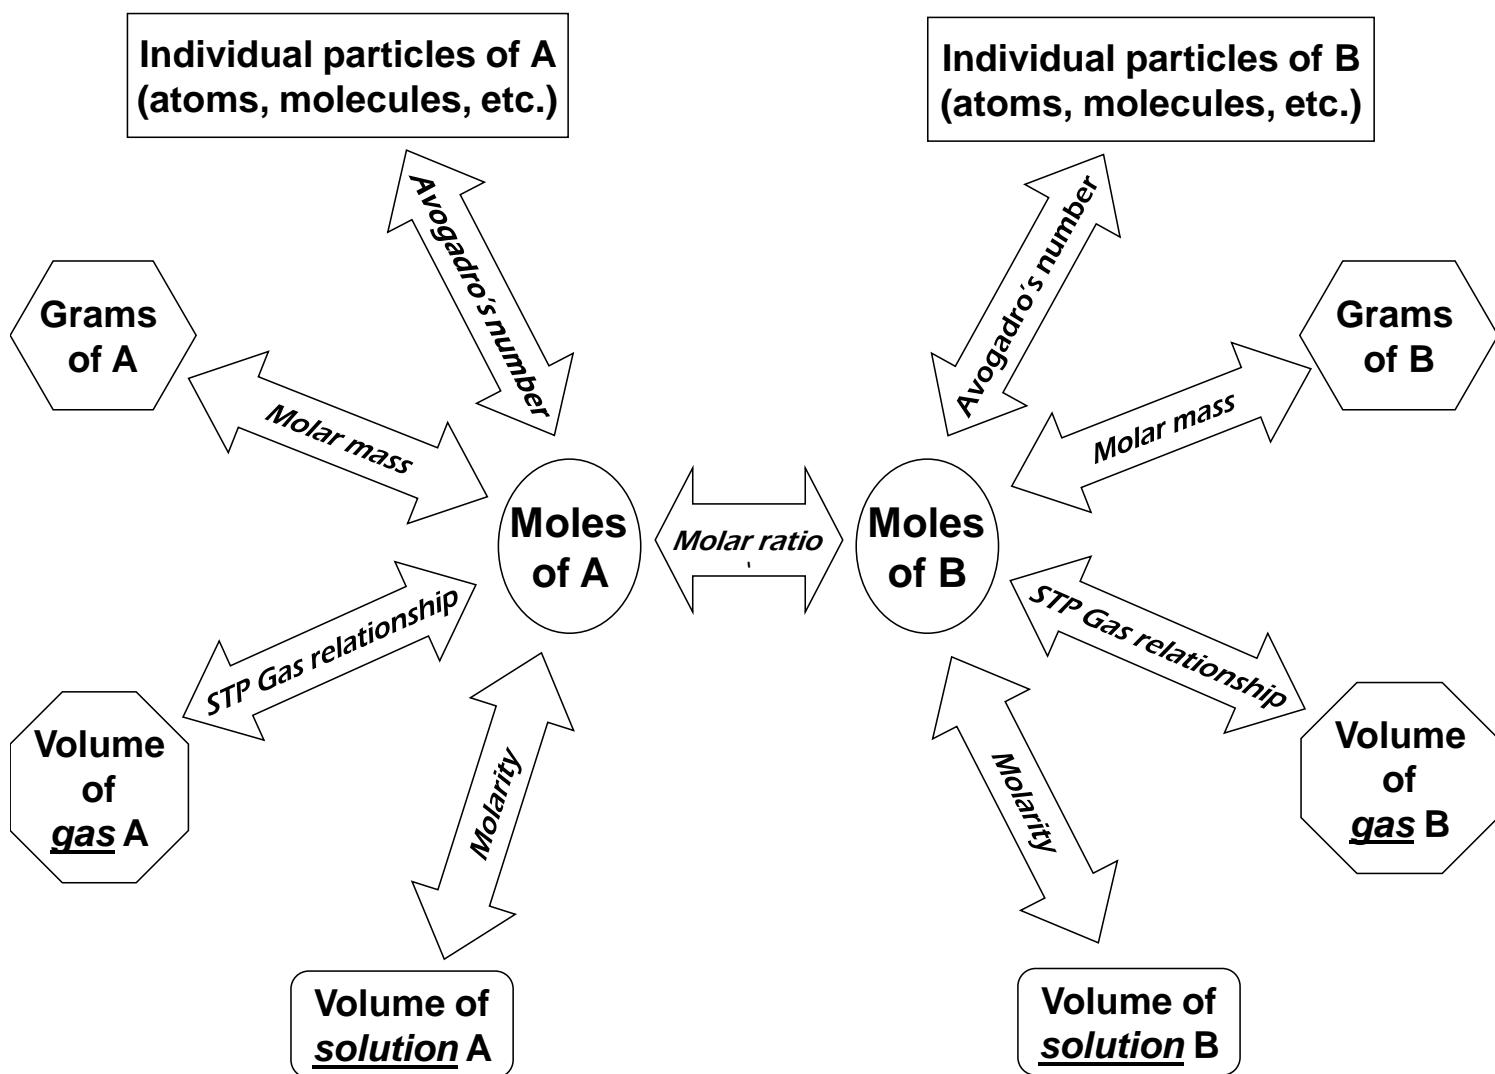 Individual particles of A
(atoms, molecules, etc.)
Individual particles of B
(atoms, molecules, etc.)
Avogadro's number
Avogadro's number
Grams
of A
Grams
of B
Molar mass
Molar mass
Moles
of A
Molar ratio
Moles
of B
STP Gas relationship
STP Gas relationship
Volume
of
gas A
Volume
of
gas B
Molarity
Molarity
Volume of
solution A
Volume of
solution B